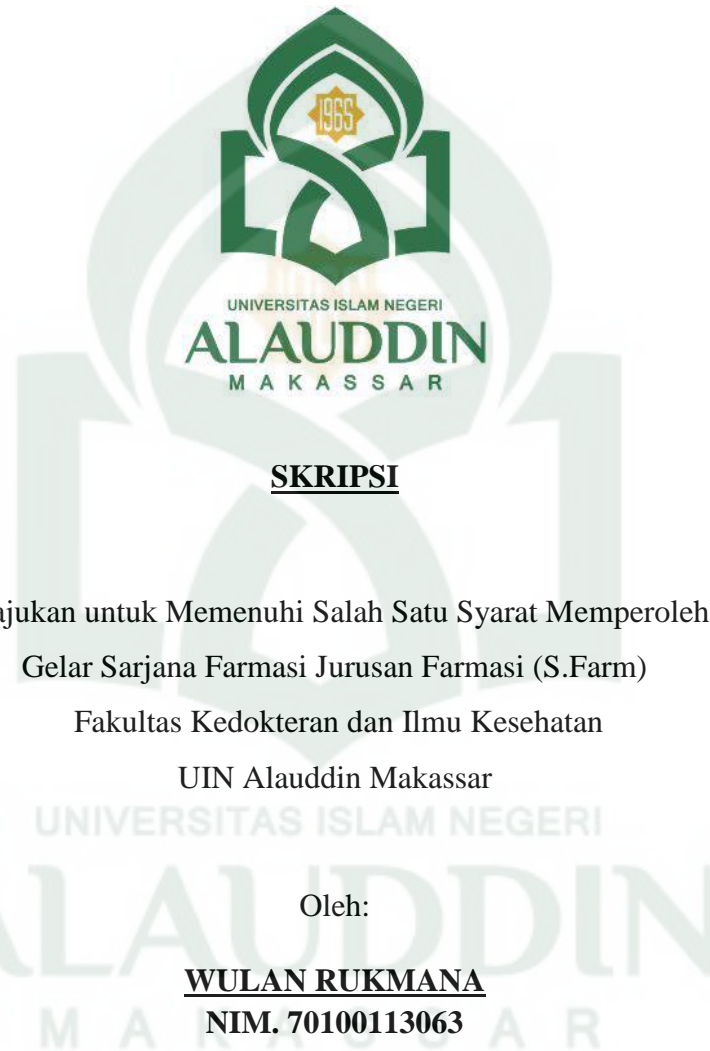 1965
UNIVERSITAS ISLAM NEGERI
ALAUDDIN
MAKASSAR
SKRIPSI
ajukan untuk Memenuhi Salah Satu Syarat Memperoleh
Gelar Sarjana Farmasi Jurusan Farmasi (S.Farm)
Fakultas Kedokteran dan Ilmu Kesehatan
UIN Alauddin Makassar
UNIVERSITAS ISLAM NEGERI
ALAUDDIN
Oleh:
WULAN RUKMANA
NIM. 70100113063
MAKASSAR